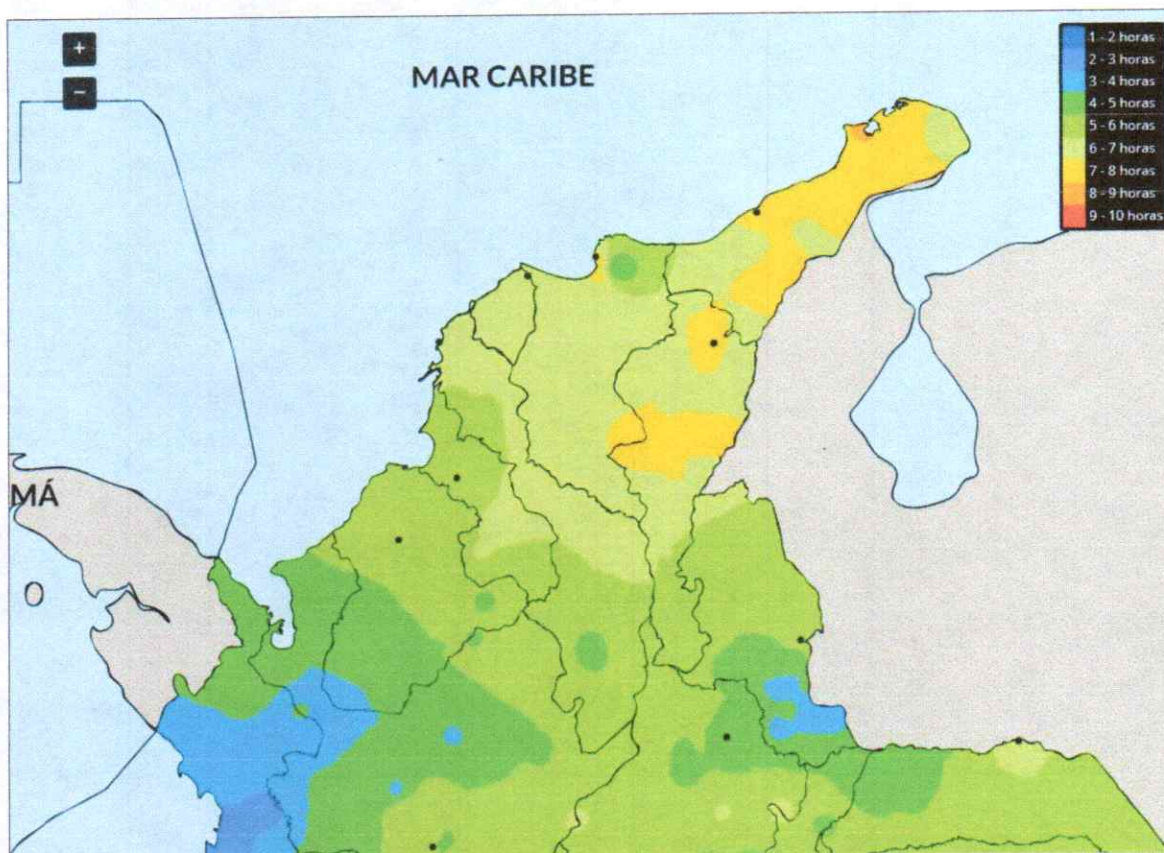 +
−
MAR CARIBE
1 - 2 horas
2 - 3 horas
3 - 4 horas
4 - 5 horas
5 - 6 horas
6 - 7 horas
7 - 8 horas
8 - 9 horas
9 - 10 horas
MÁ
O